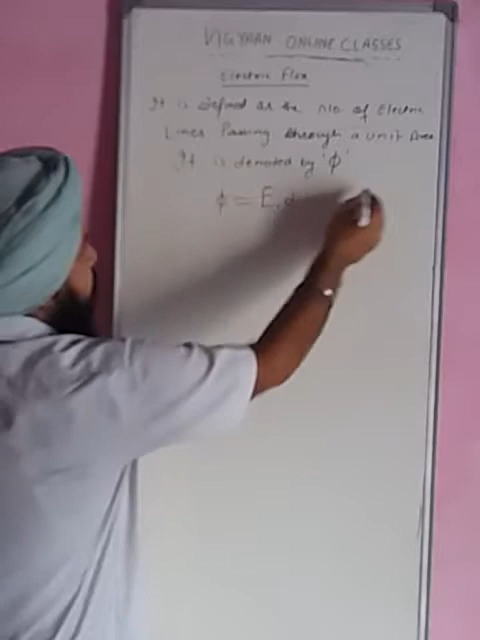 VIGYAAN ONLINE CLASSES
Electric Flux
It is defined as the no of Electric
Lines Passing through a unit Area
It is denoted by 'ϕ'
ϕ = E.d